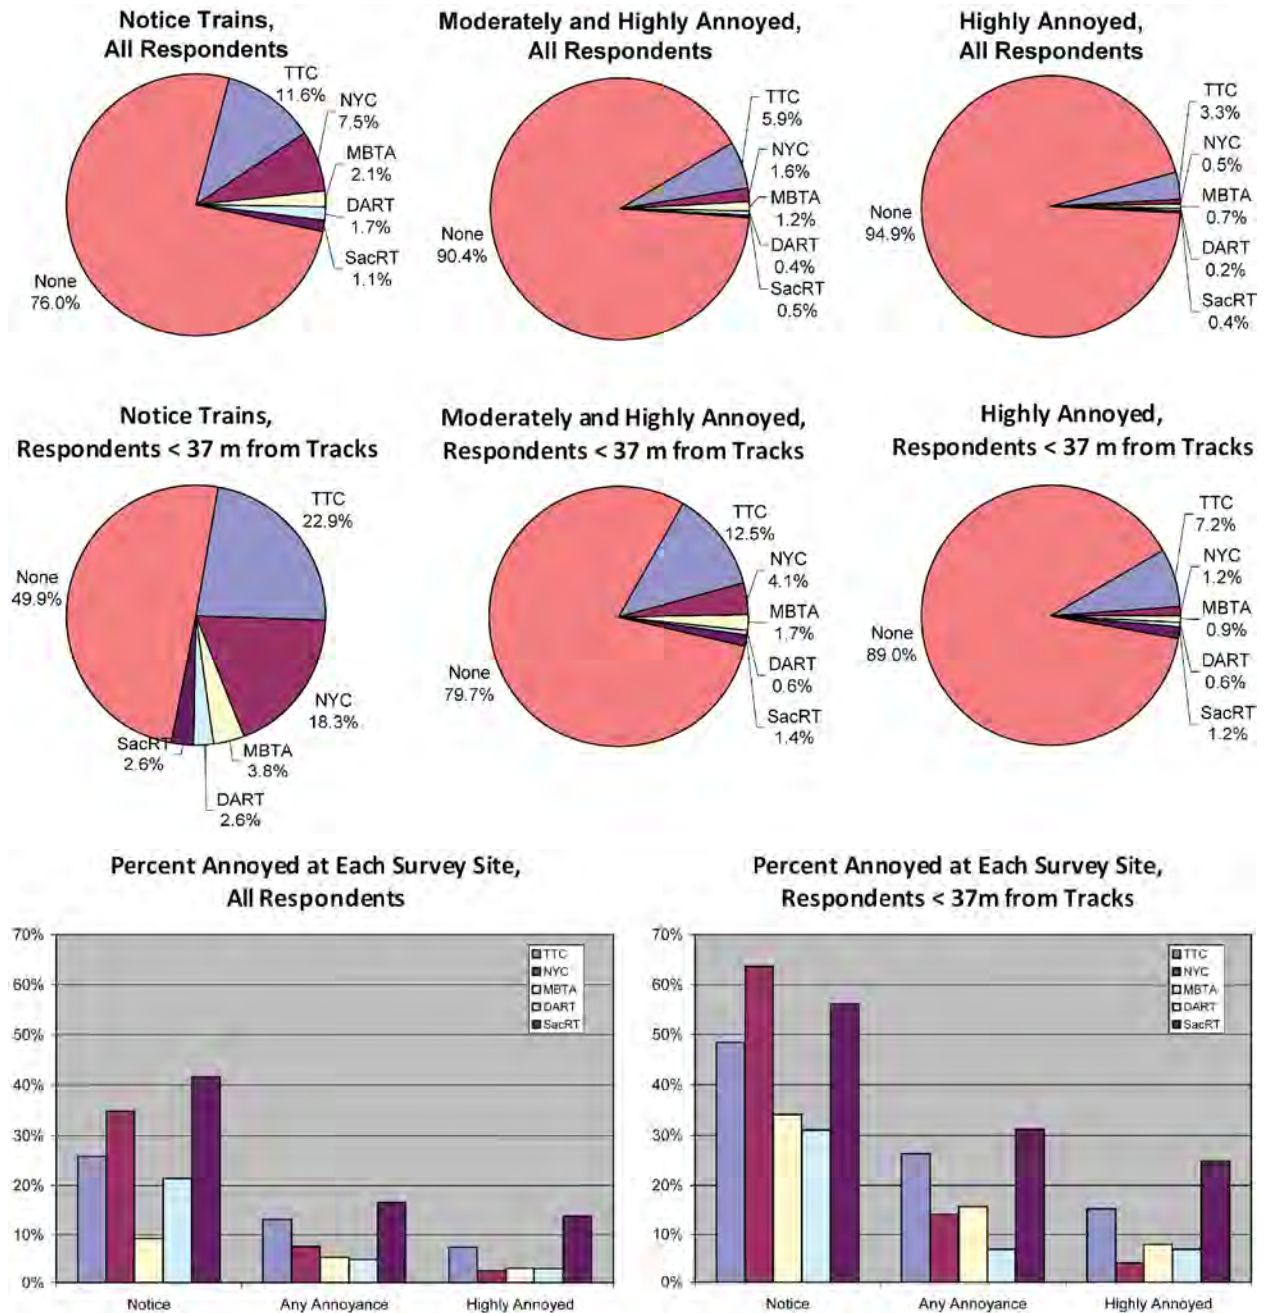 Notice Trains,
All Respondents
TTC
11.6%
NYC
7.5%
MBTA
2.1%
DART
1.7%
SacRT
1.1%
None
76.0%
Moderately and Highly Annoyed,
All Respondents
TTC
5.9%
NYC
1.6%
MBTA
1.2%
DART
0.4%
SacRT
0.5%
None
90.4%
Highly Annoyed,
All Respondents
TTC
3.3%
NYC
0.5%
MBTA
0.7%
DART
0.2%
SacRT
0.4%
None
94.9%
Notice Trains,
Respondents < 37 m from Tracks
TTC
22.9%
None
49.9%
NYC
18.3%
SacRT
2.6%
MBTA
3.8%
DART
2.6%
Moderately and Highly Annoyed,
Respondents < 37 m from Tracks
TTC
12.5%
NYC
4.1%
MBTA
1.7%
DART
0.6%
SacRT
1.4%
None
79.7%
Highly Annoyed,
Respondents < 37 m from Tracks
TTC
7.2%
NYC
1.2%
MBTA
0.9%
DART
0.6%
SacRT
1.2%
None
89.0%
Percent Annoyed at Each Survey Site,
All Respondents
70%
60%
50%
40%
30%
20%
10%
0%
TTC
NYC
MBTA
DART
SacRT
Notice
Any Annoyance
Highly Annoyed
Percent Annoyed at Each Survey Site,
Respondents < 37m from Tracks
70%
60%
50%
40%
30%
20%
10%
0%
TTC
NYC
MBTA
DART
SacRT
Notice
Any Annoyance
Highly Annoyed